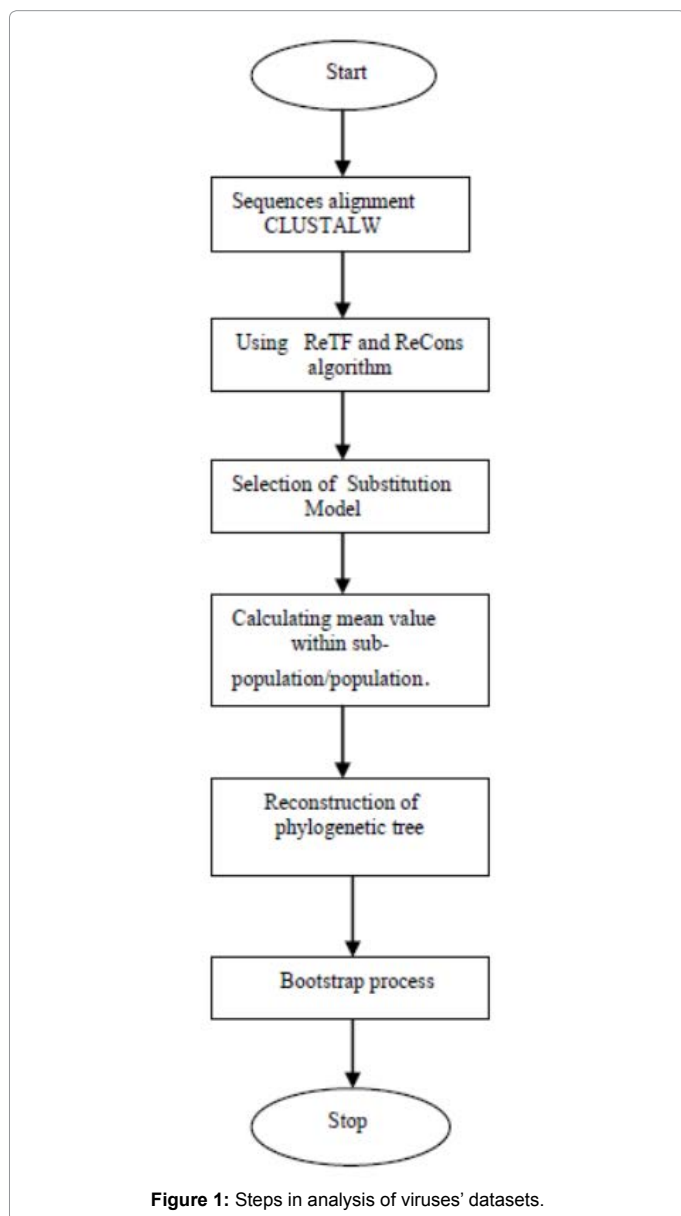 Start
Sequences alignment
CLUSTALW
Using ReTF and ReCons
algorithm
Selection of Substitution
Model
Calculating mean value
within sub-
population/population.
Reconstruction of
phylogenetic tree
Bootstrap process
Stop
Figure 1: Steps in analysis of viruses’ datasets.